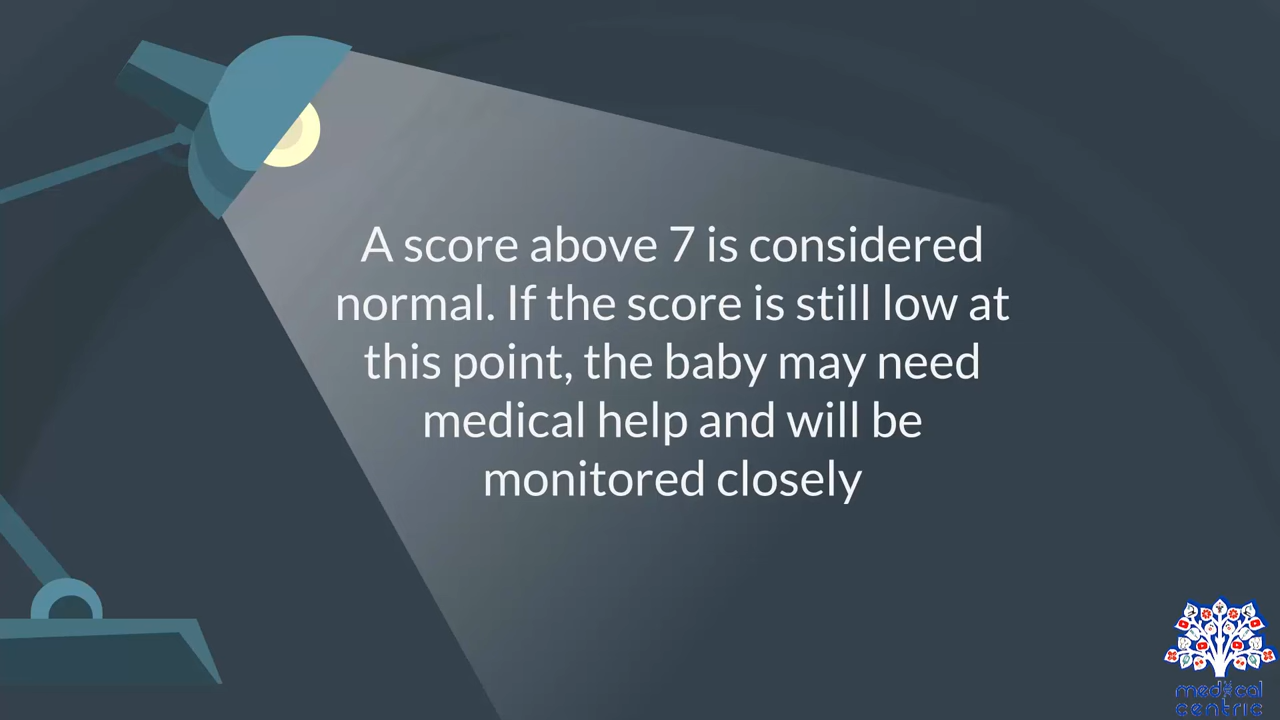 A score above 7 is considered
normal. If the score is still low at
this point, the baby may need
medical help and will be
monitored closely
medical
centric